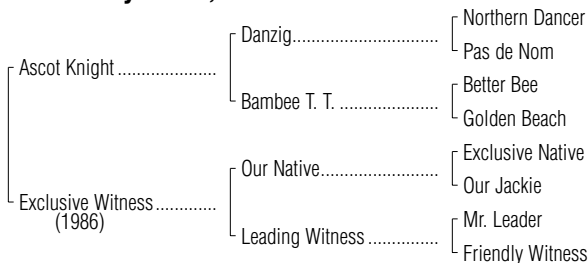 Northern Dancer
Danzig..................................
Pas de Nom
Ascot Knight .....................
Better Bee
Bambee T. T. .....................
Golden Beach
Exclusive Native
Our Native.........................
Our Jackie
Exclusive Witness.............
(1986)
Mr. Leader
Leading Witness ...............
Friendly Witness